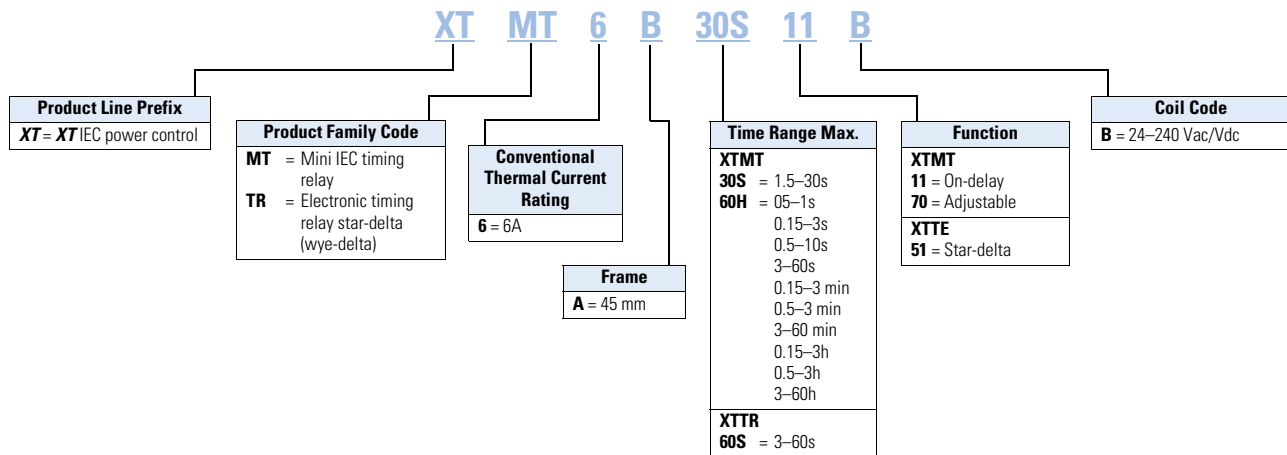 XT MT 6 B 30S 11 B
Product Line Prefix
XT = XT IEC power control
Product Family Code
MT = Mini IEC timing
relay
TR = Electronic timing
relay star-delta
(wye-delta)
Conventional
Thermal Current
Rating
6 = 6A
Frame
A = 45 mm
Time Range Max.
XTMT
30S = 1.5–30s
60H = 05–1s
0.15–3s
0.5–10s
3–60s
0.15–3 min
0.5–3 min
3–60 min
0.15–3h
0.5–3h
3–60h
XTTR
60S = 3–60s
Function
XTMT
11 = On-delay
70 = Adjustable
XTTE
51 = Star-delta
Coil Code
B = 24–240 Vac/Vdc